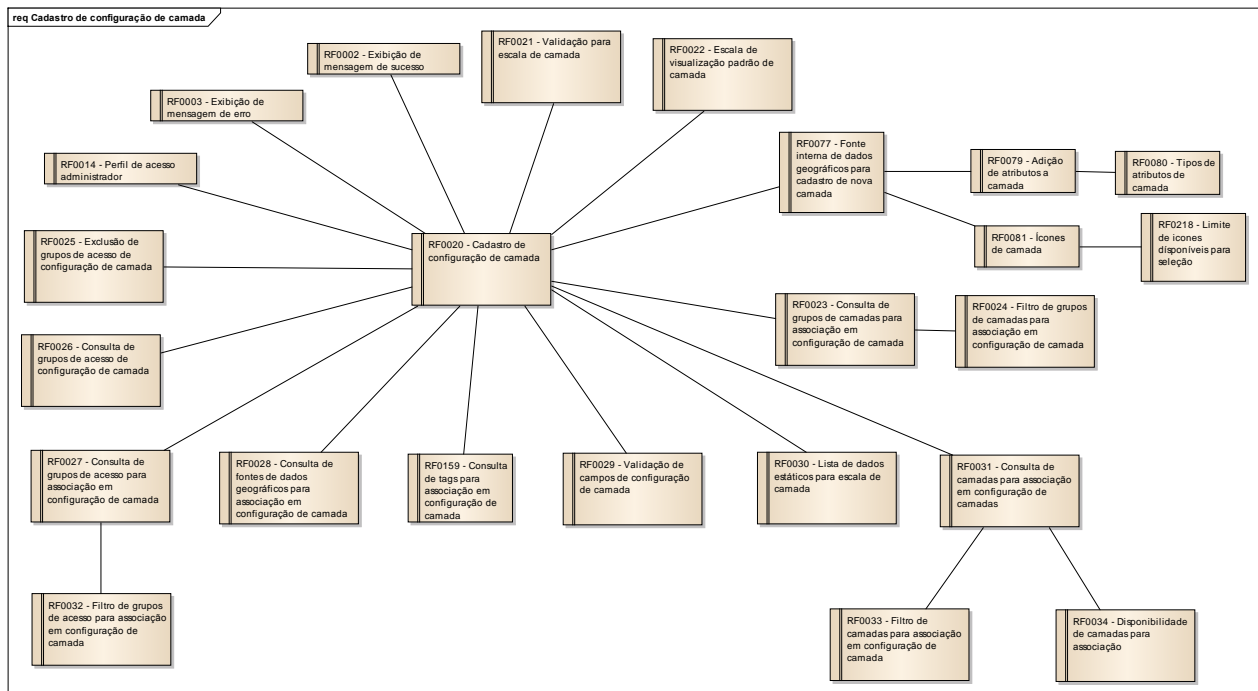 req Cadastro de configuração de camada
RF0002 - Exibição de
mensagem de sucesso
RF0021 - Validação para
escala de camada
RF0022 - Escala de
visualização padrão de
camada
RF0003 - Exibição de
mensagem de erro
RF0014 - Perfil de acesso
administrador
RF0077 - Fonte
interna de dados
geográficos para
cadastro de nova
camada
RF0079 - Adição
de atributos a
camada
RF0080 - Tipos de
atributos de
camada
RF0081 - Ícones
de camada
RF0218 - Limite
de icones
dísponíveis para
seleção
RF0025 - Exclusão de
grupos de acesso de
configuração de camada
RF0020 - Cadastro de
configuração de camada
RF0023 - Consulta de
grupos de camadas para
associação em
configuração de camada
RF0024 - Filtro de grupos
de camadas para
associação em
configuração de camada
RF0026 - Consulta de
grupos de acesso de
configuração de camada
RF0027 - Consulta de
grupos de acesso para
associação em
configuração de camada
RF0028 - Consulta de
fontes de dados
geográficos para
associação em
configuração de camada
RF0159 - Consulta
de tags para
associação em
configuração de
camada
RF0029 - Validação de
campos de configuração
de camada
RF0030 - Lista de dados
estáticos para escala de
camada
RF0031 - Consulta de
camadas para associação
em configuração de
camadas
RF0032 - Filtro de grupos
de acesso para associação
em configuração de
camada
RF0033 - Filtro de
camadas para associação
em configuração de
camada
RF0034 - Disponibilidade
de camadas para
associação